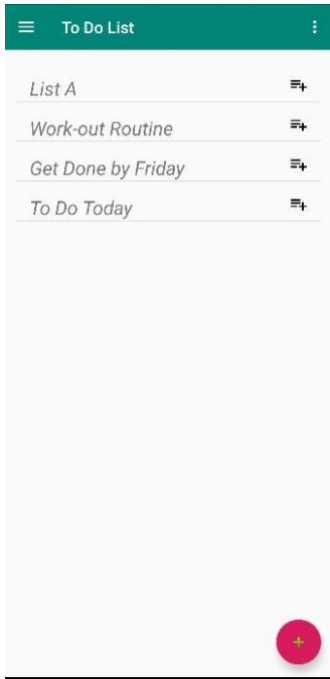 To Do List
List A
Work-out Routine
Get Done by Friday
To Do Today